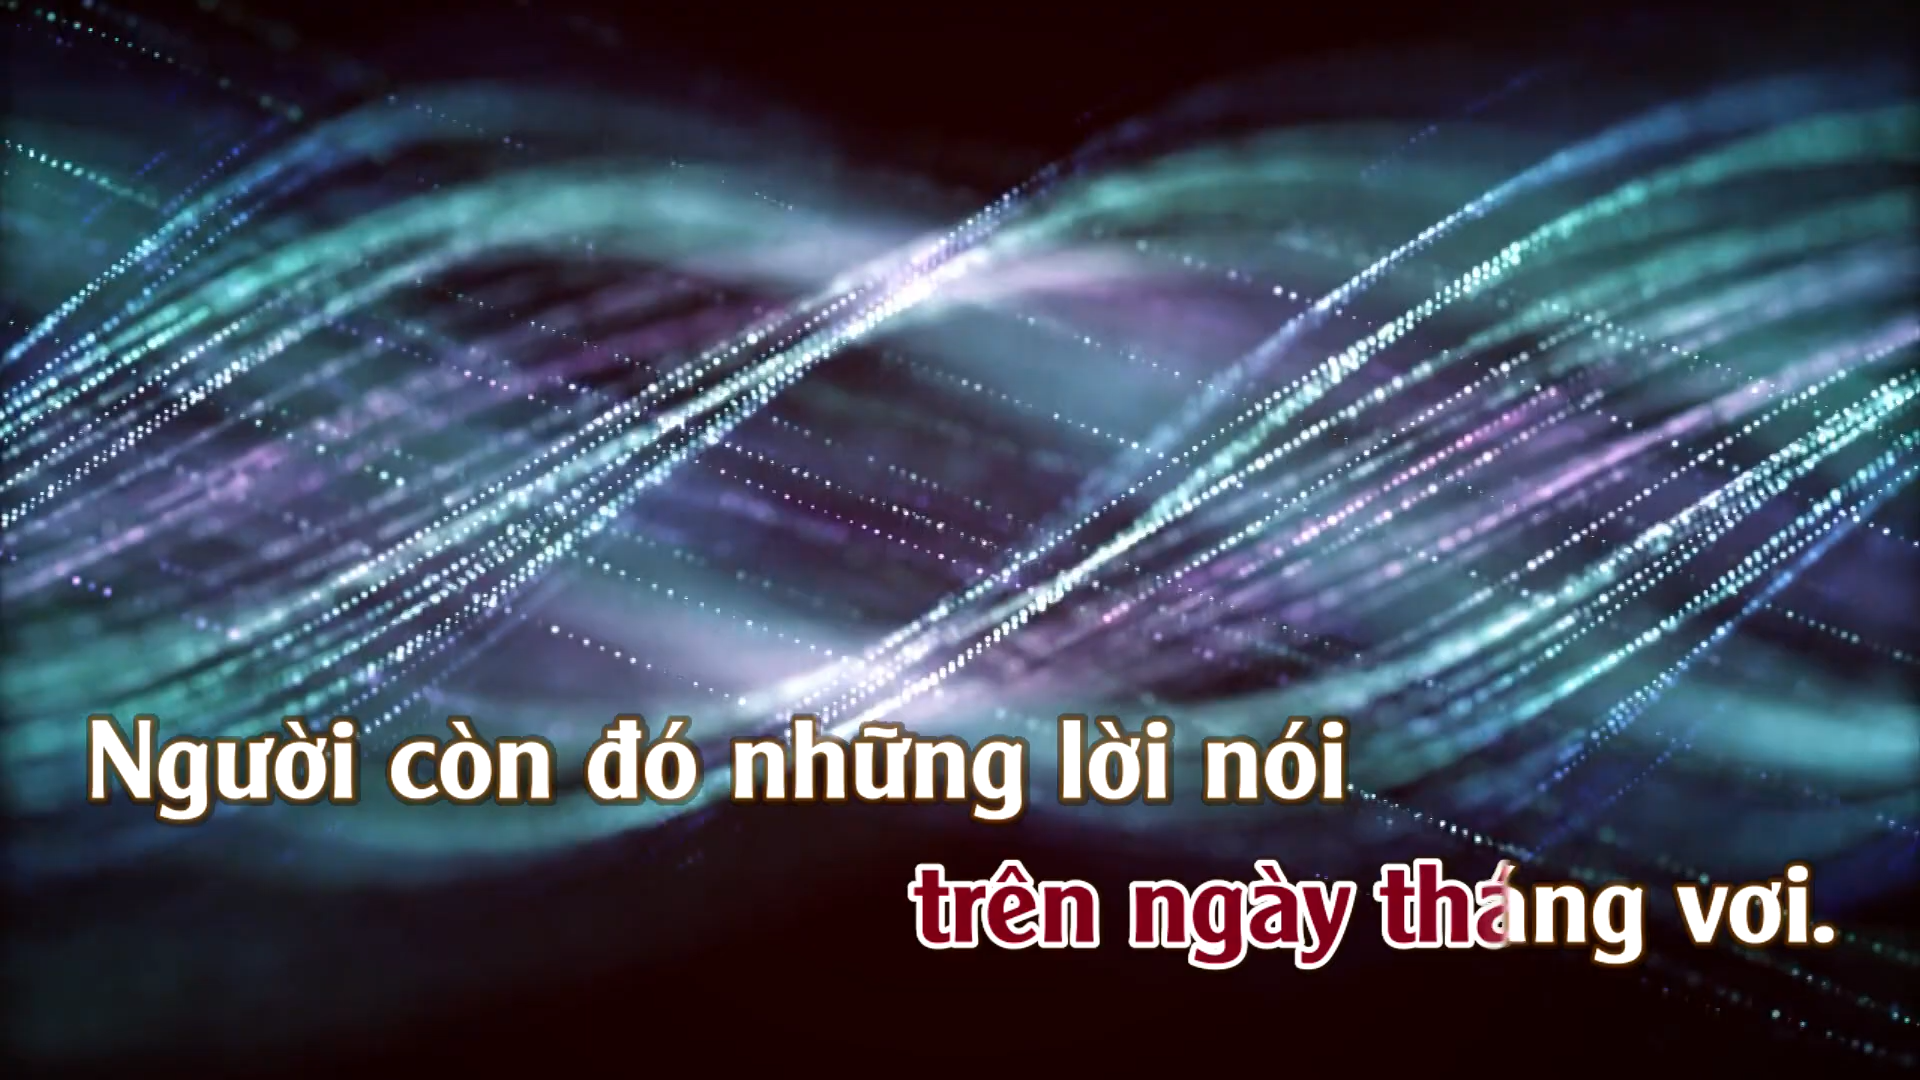 Người còn đó những lời nói
trên ngày tháng vơi.